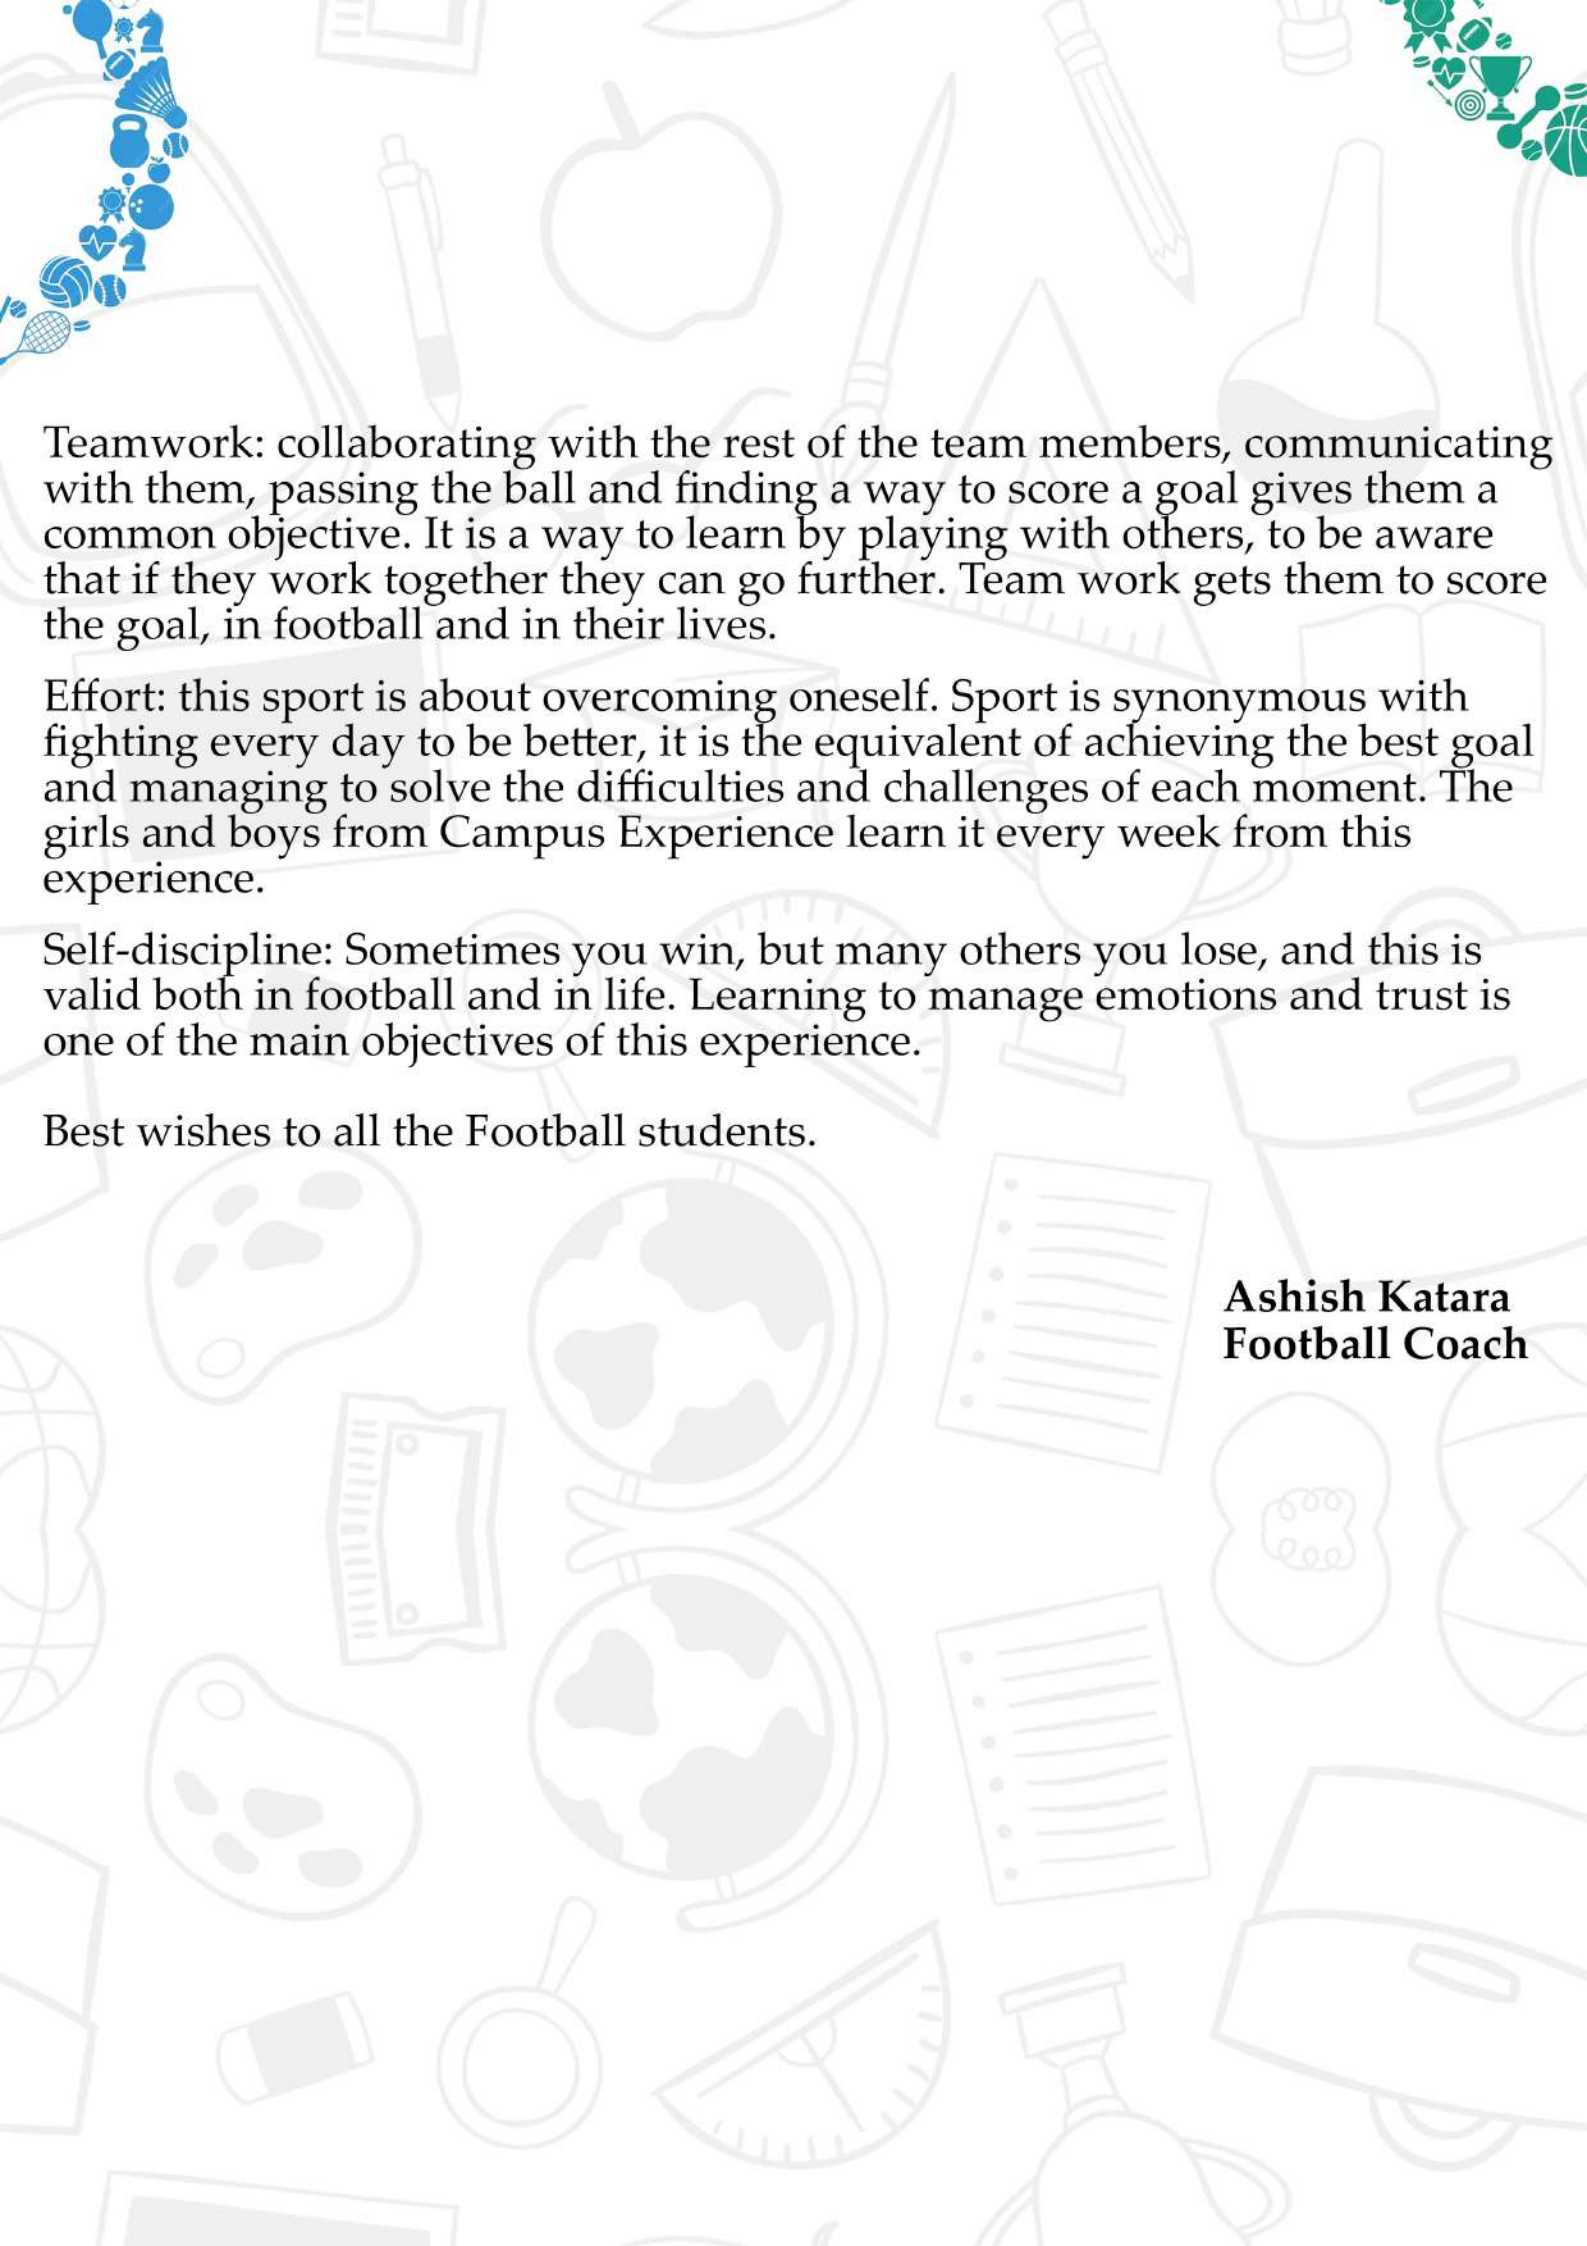 Teamwork: collaborating with the rest of the team members, communicating
with them, passing the ball and finding a way to score a goal gives them a
common objective. It is a way to learn by playing with others, to be aware
that if they work together they can go further. Team work gets them to score
the goal, in football and in their lives.
Effort: this sport is about overcoming oneself. Sport is synonymous with
fighting every day to be better, it is the equivalent of achieving the best goal
and managing to solve the difficulties and challenges of each moment. The
girls and boys from Campus Experience learn it every week from this
experience.
Self-discipline: Sometimes you win, but many others you lose, and this is
valid both in football and in life. Learning to manage emotions and trust is
one of the main objectives of this experience.
Best wishes to all the Football students.
Ashish Katara
Football Coach